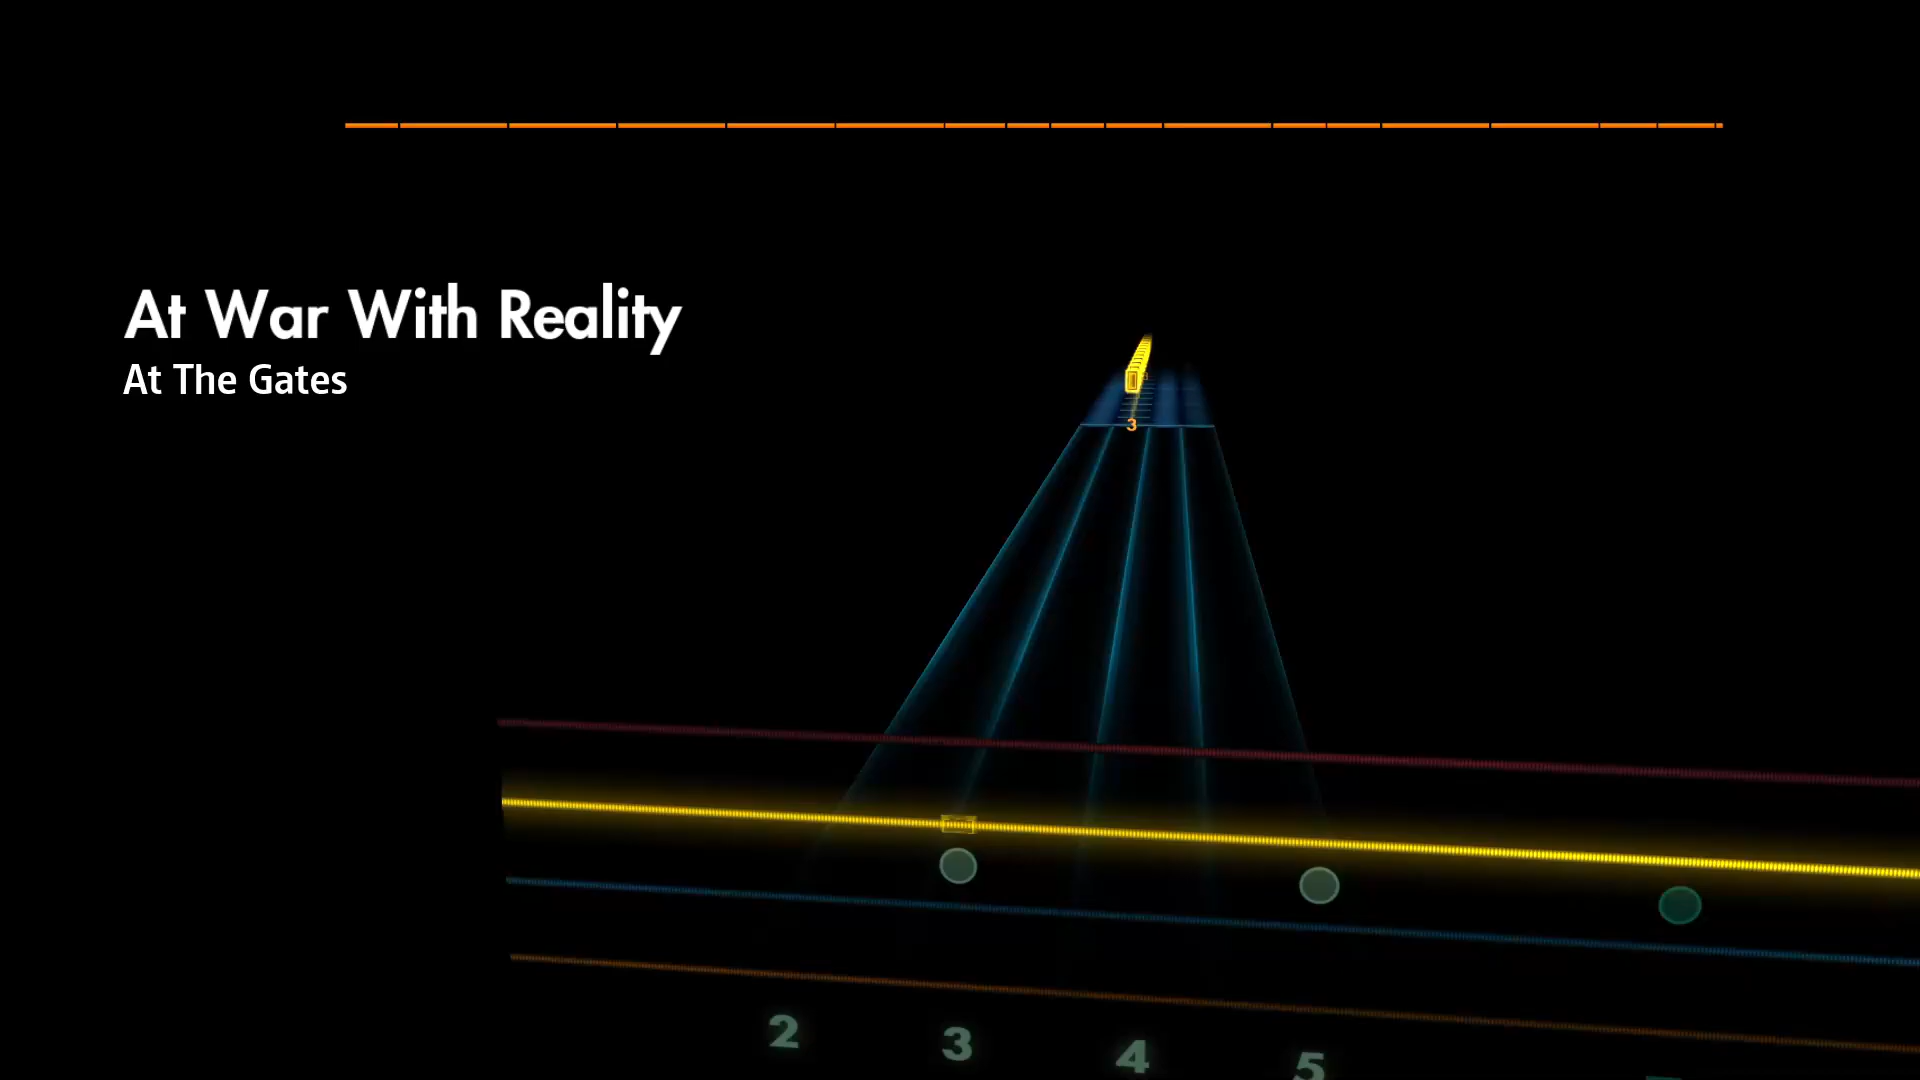 At War With Reality
At The Gates
3
2 3 4 5